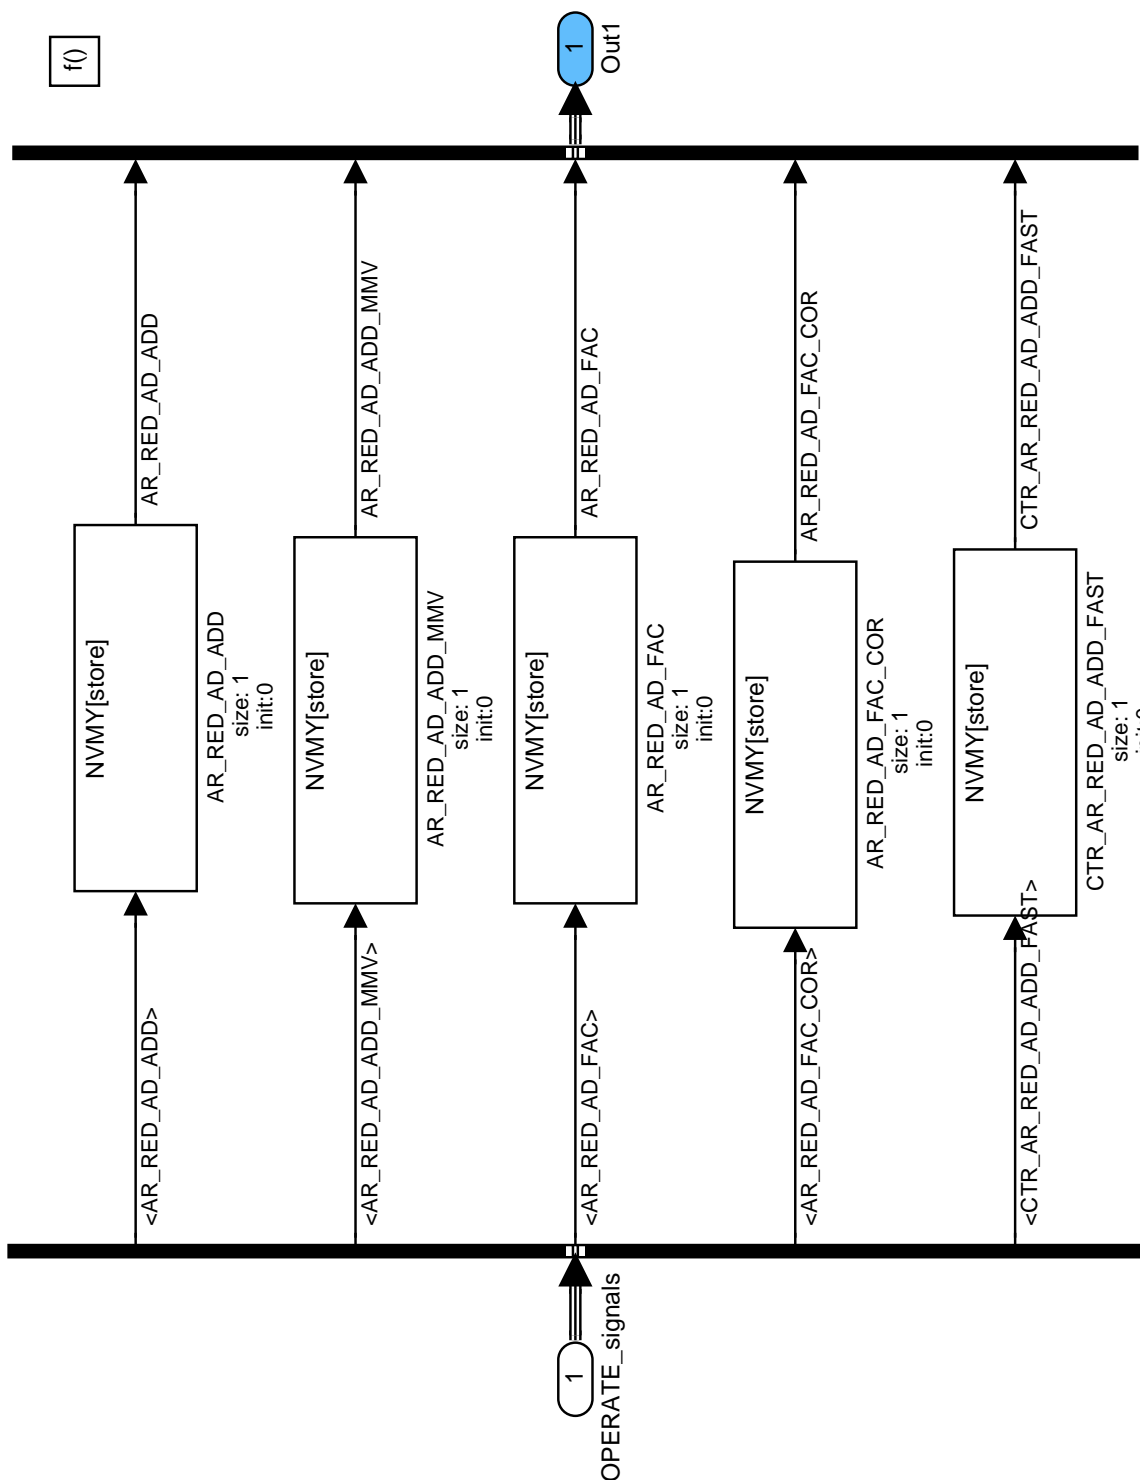 f()
1
Out1
AR_RED_AD_ADD
AR_RED_AD_ADD_MMV
AR_RED_AD_FAC
AR_RED_AD_FAC_COR
CTR_AR_RED_AD_ADD_FAST
NVMY[store]
AR_RED_AD_ADD
size: 1
init:0
NVMY[store]
AR_RED_AD_ADD_MMV
size: 1
init:0
NVMY[store]
AR_RED_AD_FAC
size: 1
init:0
NVMY[store]
AR_RED_AD_FAC_COR
size: 1
init:0
NVMY[store]
CTR_AR_RED_AD_ADD_FAST
size: 1
<AR_RED_AD_ADD>
<AR_RED_AD_ADD_MMV>
<AR_RED_AD_FAC>
<AR_RED_AD_FAC_COR>
<CTR_AR_RED_AD_ADD_FAST>
1
OPERATE_signals